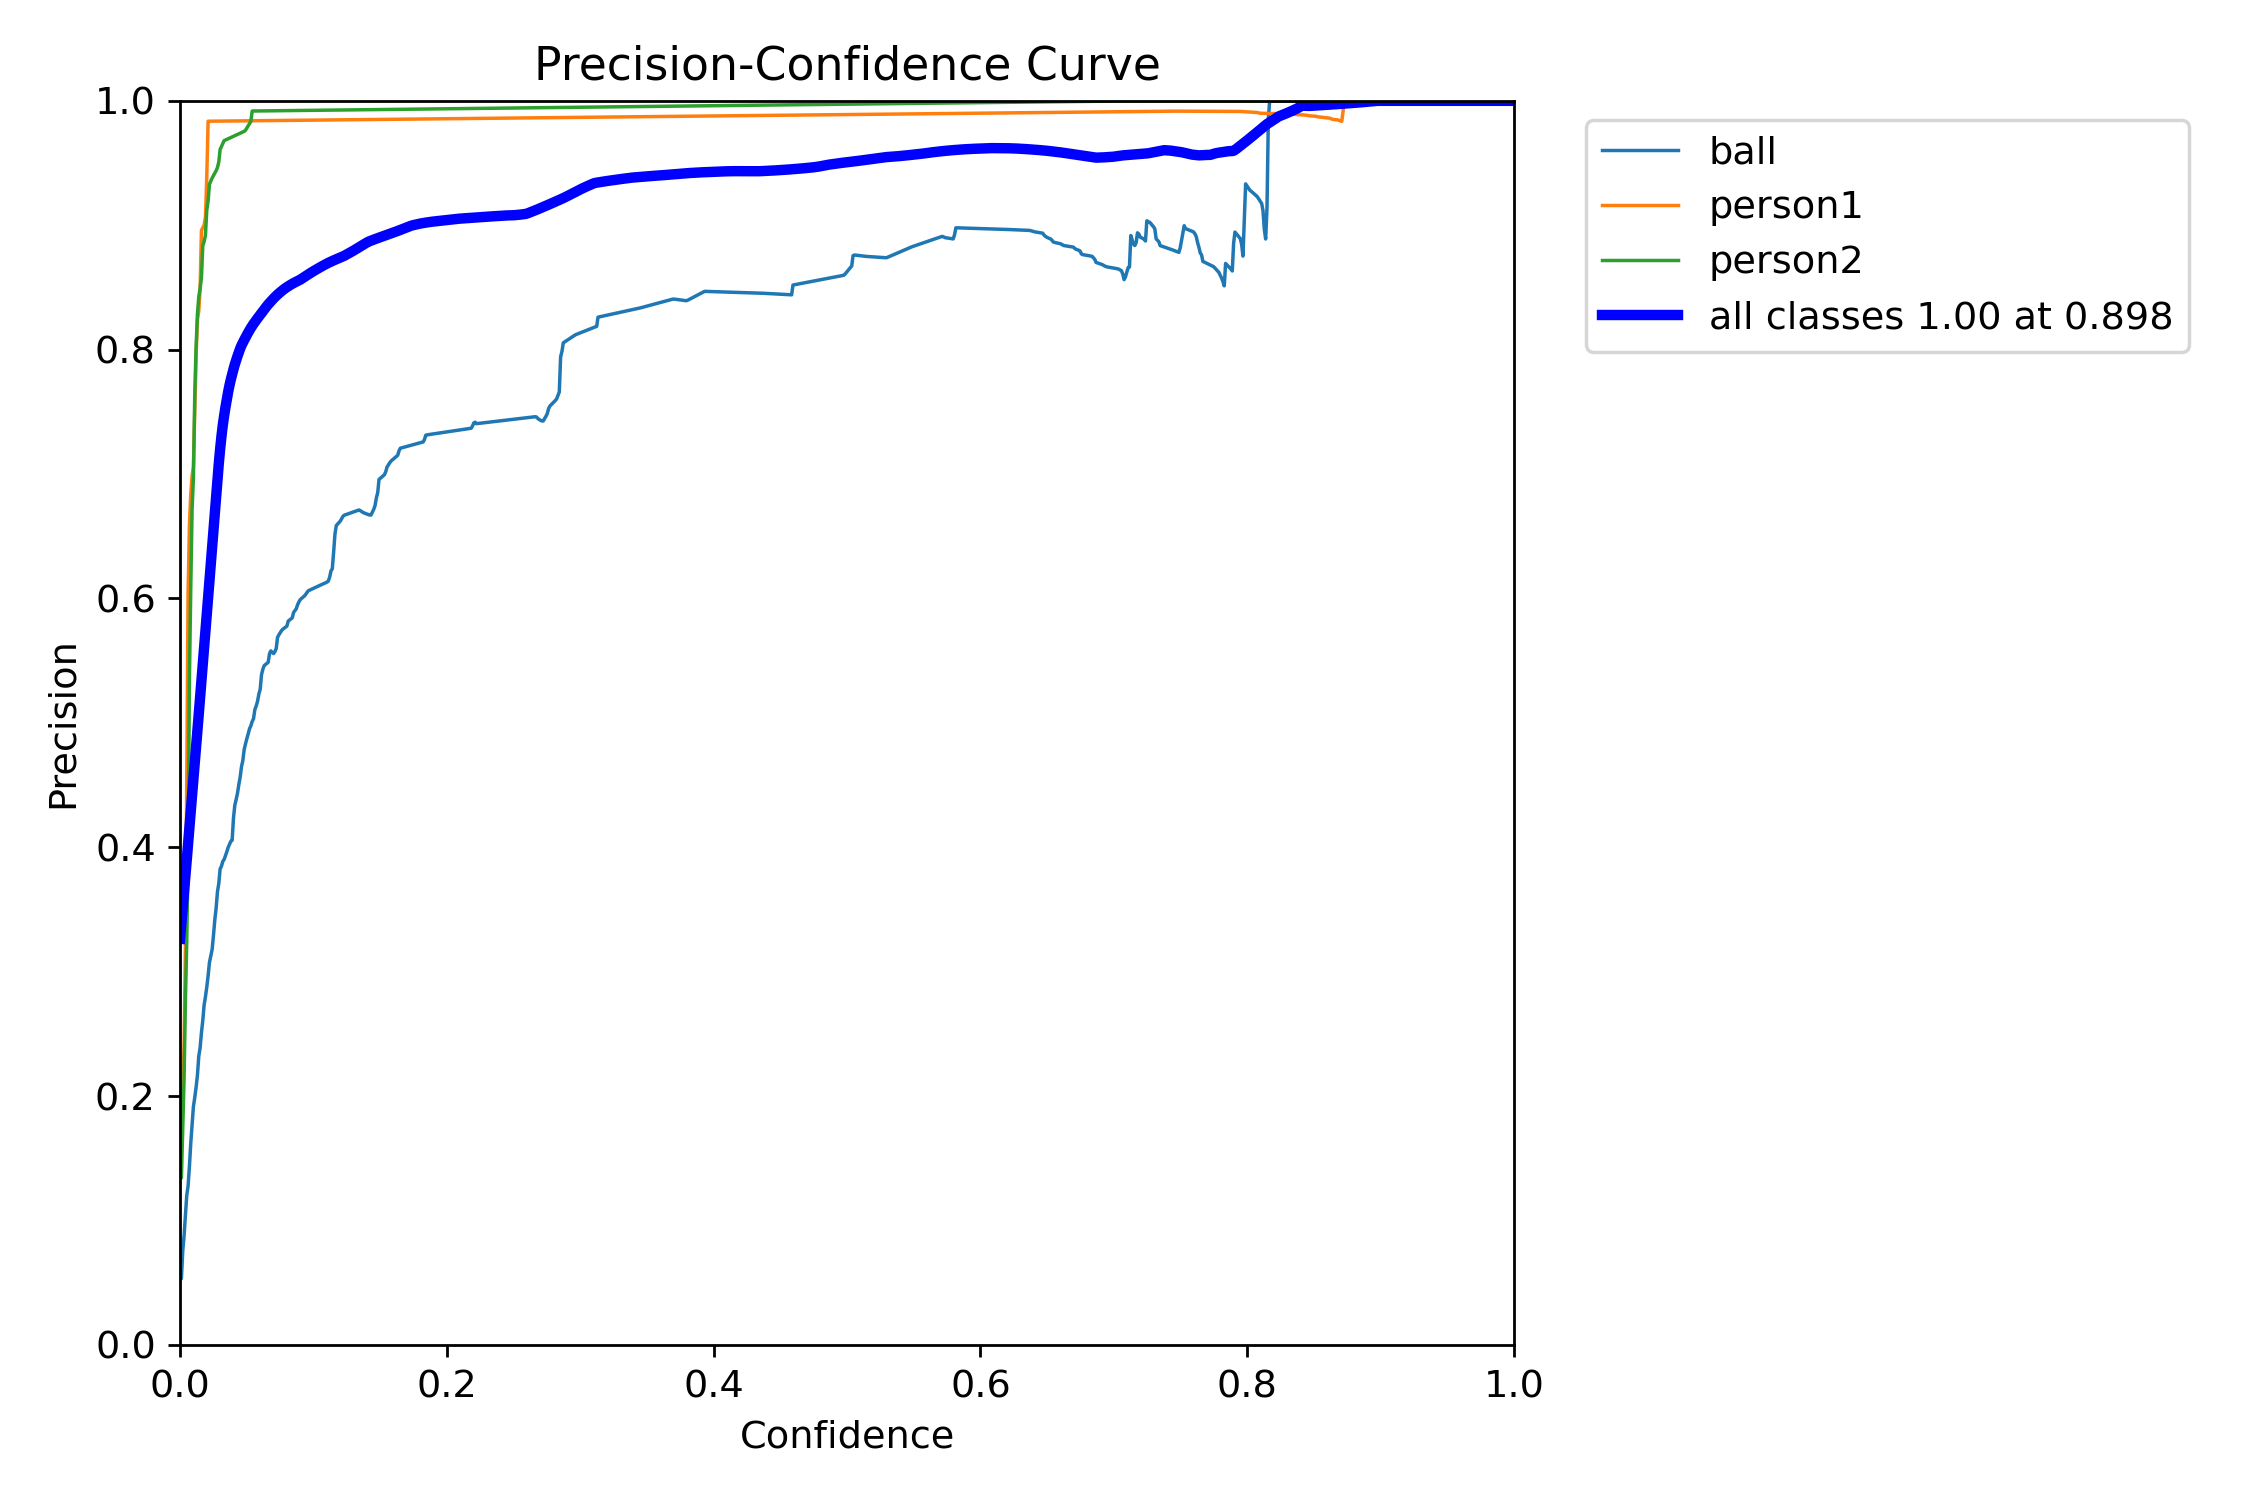 Precision-Confidence Curve
1.0
0.8
0.6
0.4
0.2
0.0
Precision
0.0 0.2 0.4 0.6 0.8 1.0
Confidence
ball
person1
person2
all classes 1.00 at 0.898